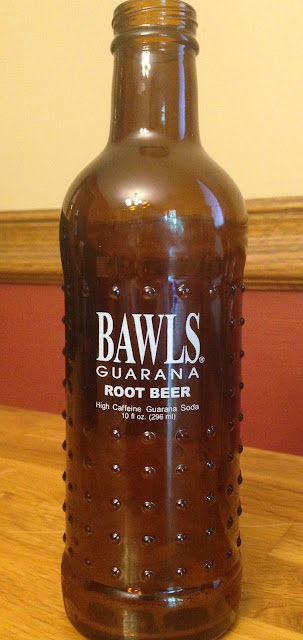 BAWLS®
GUARANA
ROOT BEER
High Caffeine Guarana Soda
10 fl oz. (296 ml)